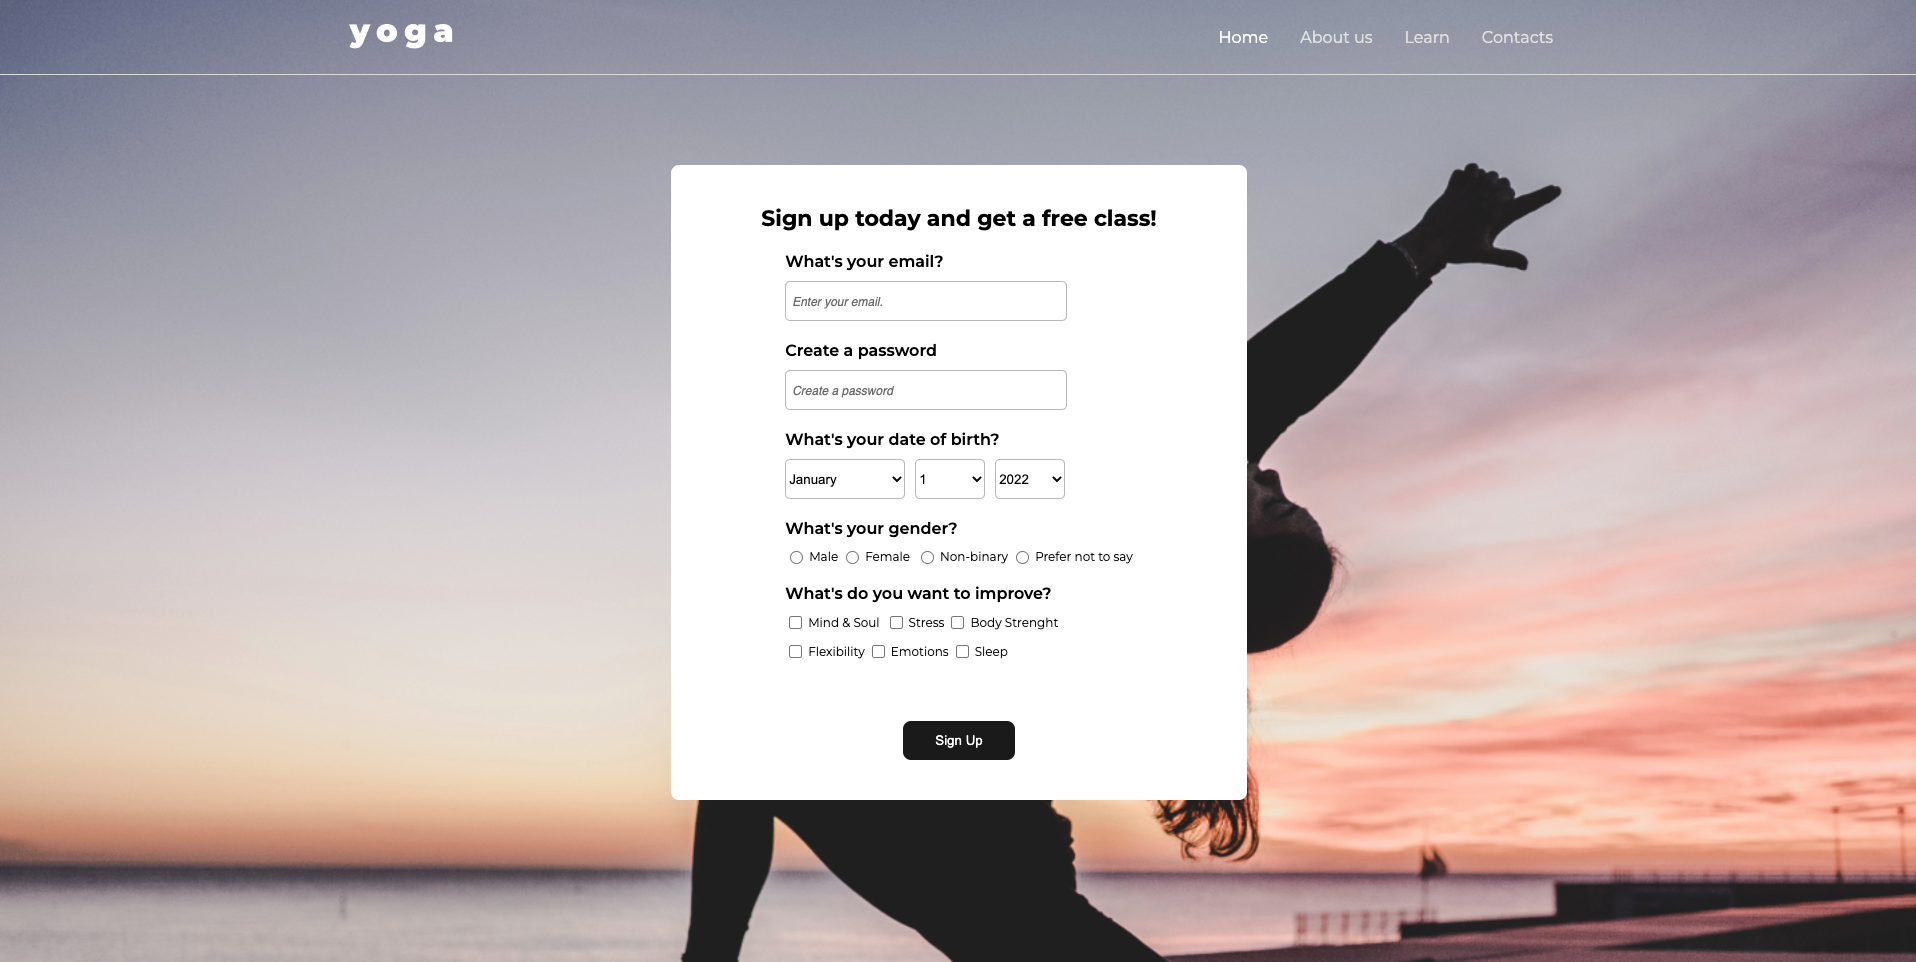 yoga
Home About us Learn Contacts
Sign up today and get a free class!
What's your email?
Enter your email.
Create a password
Create a password
What's your date of birth?
January 1 2022
What's your gender?
Male Female Non-binary Prefer not to say
What's do you want to improve?
Mind & Soul Stress Body Strenght
Flexibility Emotions Sleep
Sign Up